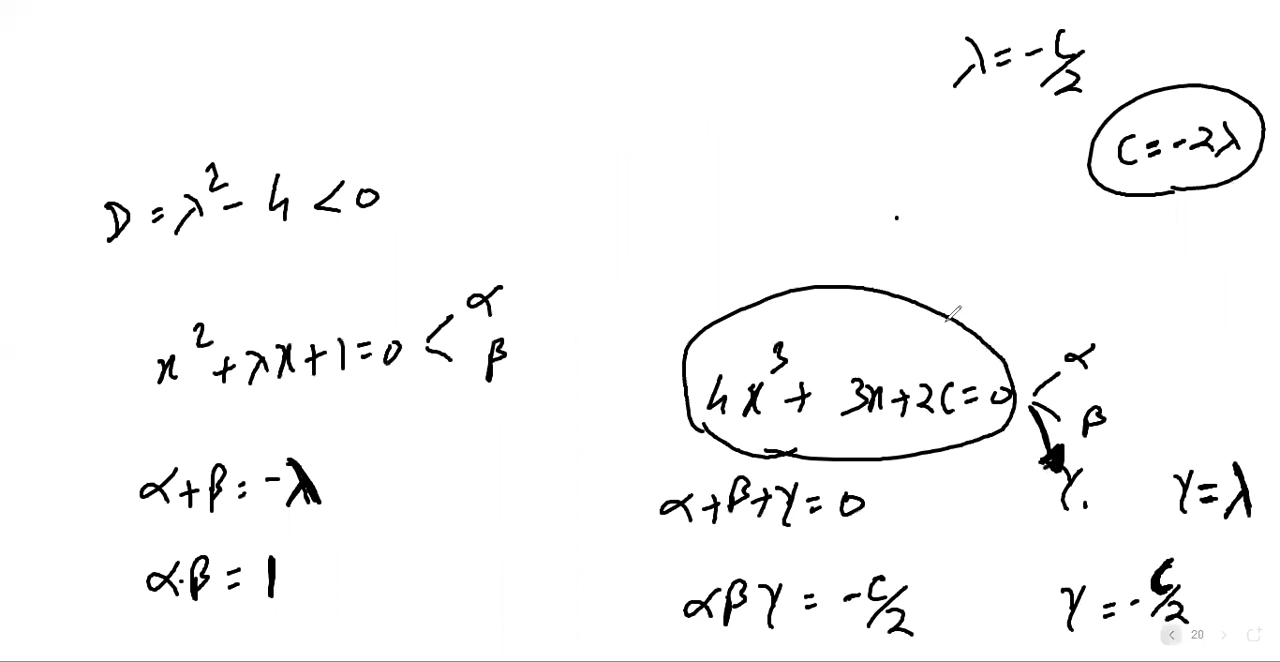 λ = -c/2
c = -2λ
D = λ² - 4 < 0
x² + λx + 1 = 0 < α
β
4x³ + 3x + 2c = 0 < α
β
γ.
α + β = -λ
α + β + γ = 0
γ = λ
α.β = 1
αβγ = -c/2
γ = -c/2
20